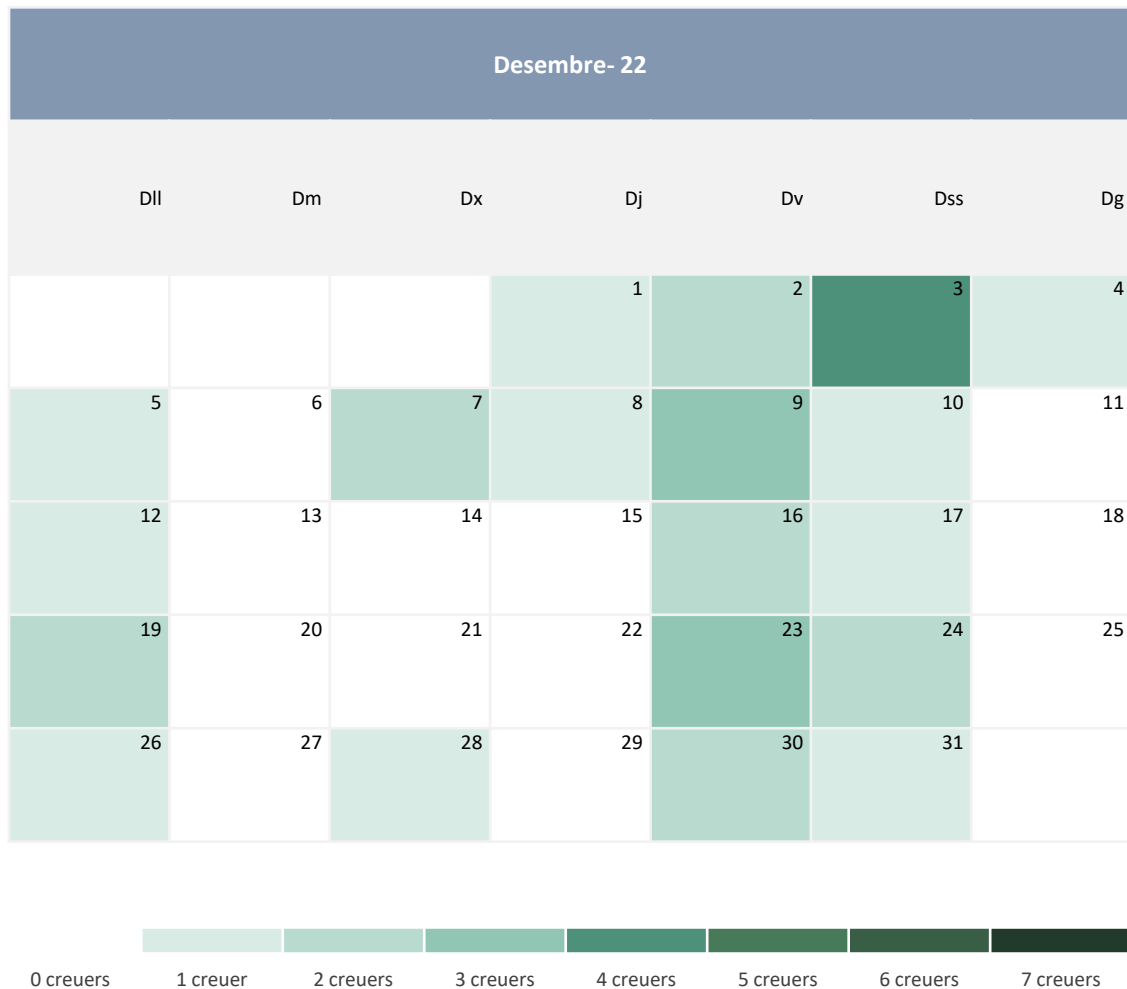 Desembre- 22
Dll Dm Dx Dj Dv Dss Dg
1 2 3 4
5 6 7 8 9 10 11
12 13 14 15 16 17 18
19 20 21 22 23 24 25
26 27 28 29 30 31
0 creuers 1 creuer 2 creuers 3 creuers 4 creuers 5 creuers 6 creuers 7 creuers